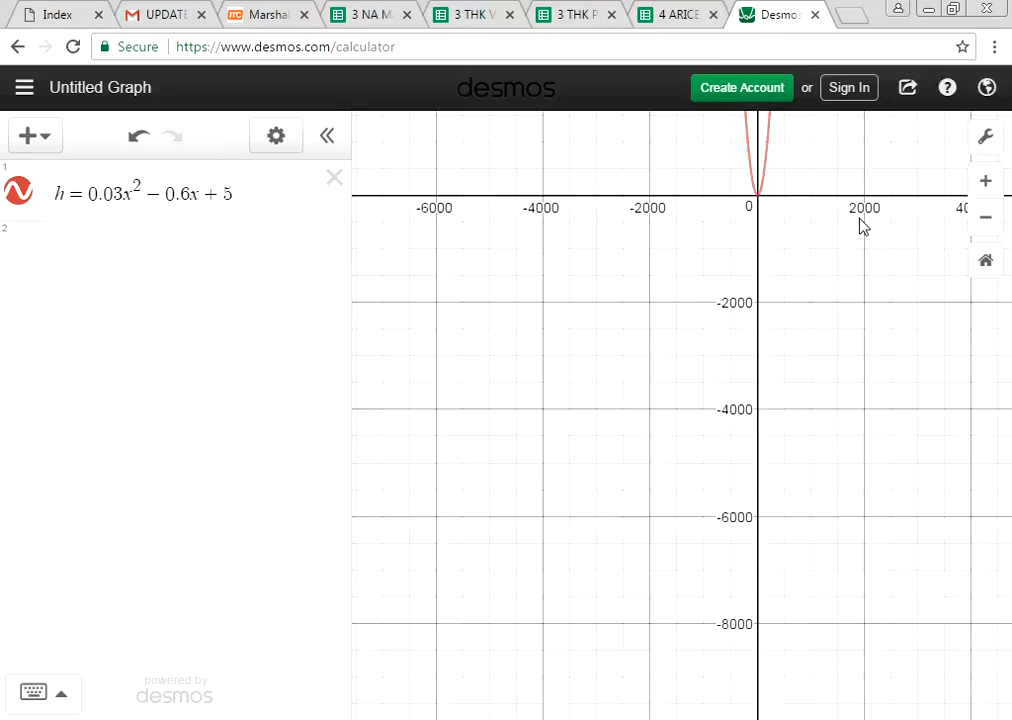 Index
UPDATE
Marshal
3 NA M
3 THK V
3 THK P
4 ARICE
Desmos
Secure https://www.desmos.com/calculator
Untitled Graph
desmos
Create Account or Sign In
1
h = 0.03x² − 0.6x + 5
2
-6000 -4000 -2000 0 2000 40
-2000
-4000
-6000
-8000
powered by
desmos